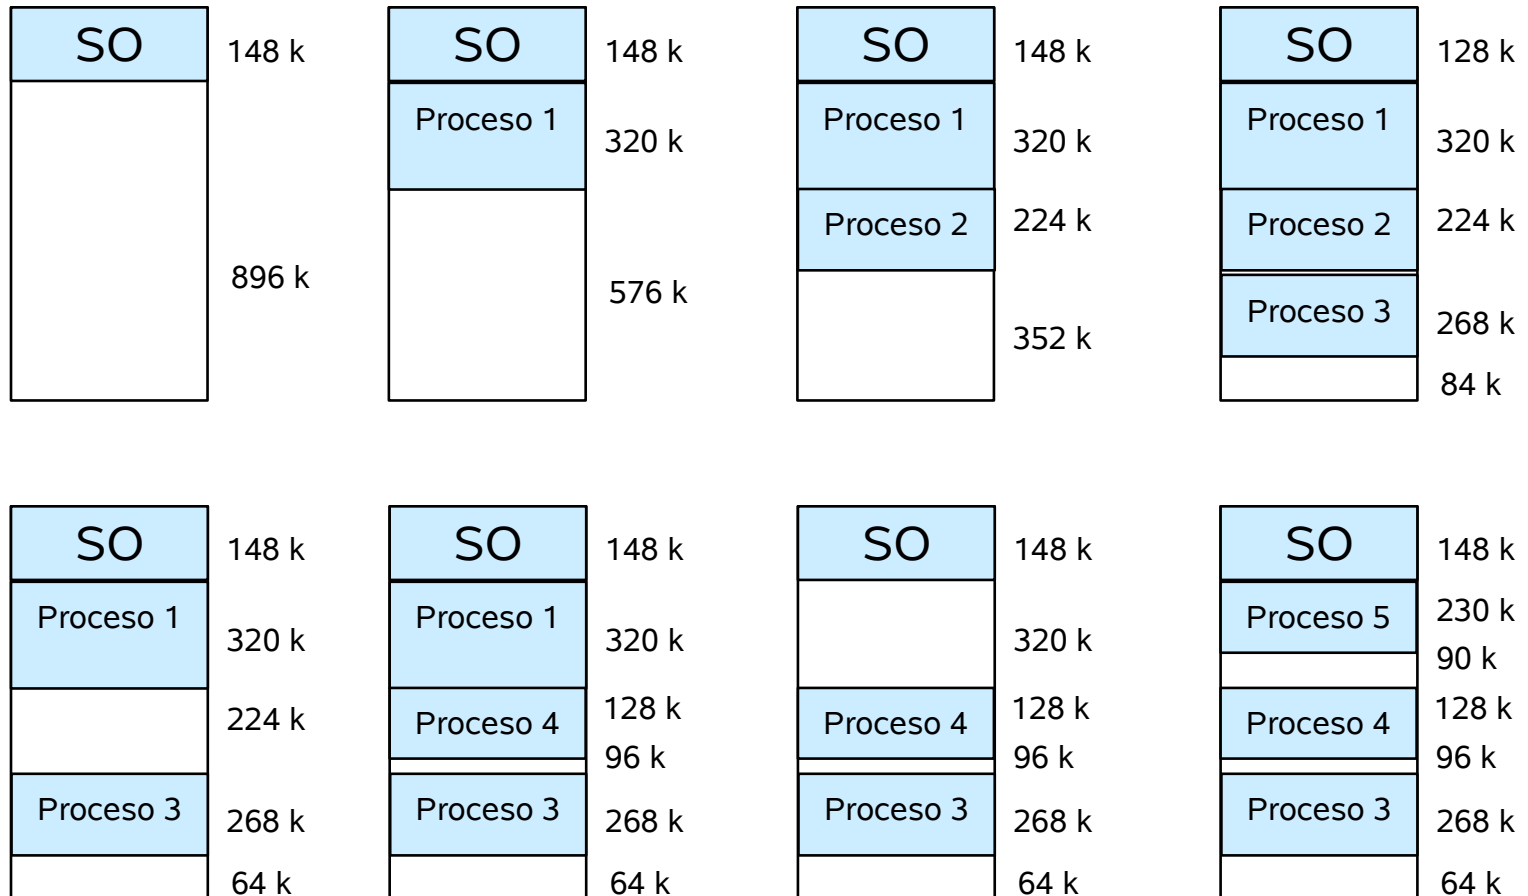 SO
148 k
896 k
SO
148 k
Proceso 1
320 k
576 k
SO
148 k
Proceso 1
320 k
Proceso 2
224 k
352 k
SO
128 k
Proceso 1
320 k
Proceso 2
224 k
Proceso 3
268 k
84 k
SO
148 k
Proceso 1
320 k
224 k
Proceso 3
268 k
64 k
SO
148 k
Proceso 1
320 k
Proceso 4
128 k
96 k
Proceso 3
268 k
64 k
SO
148 k
320 k
Proceso 4
128 k
96 k
Proceso 3
268 k
64 k
SO
148 k
Proceso 5
230 k
90 k
Proceso 4
128 k
96 k
Proceso 3
268 k
64 k